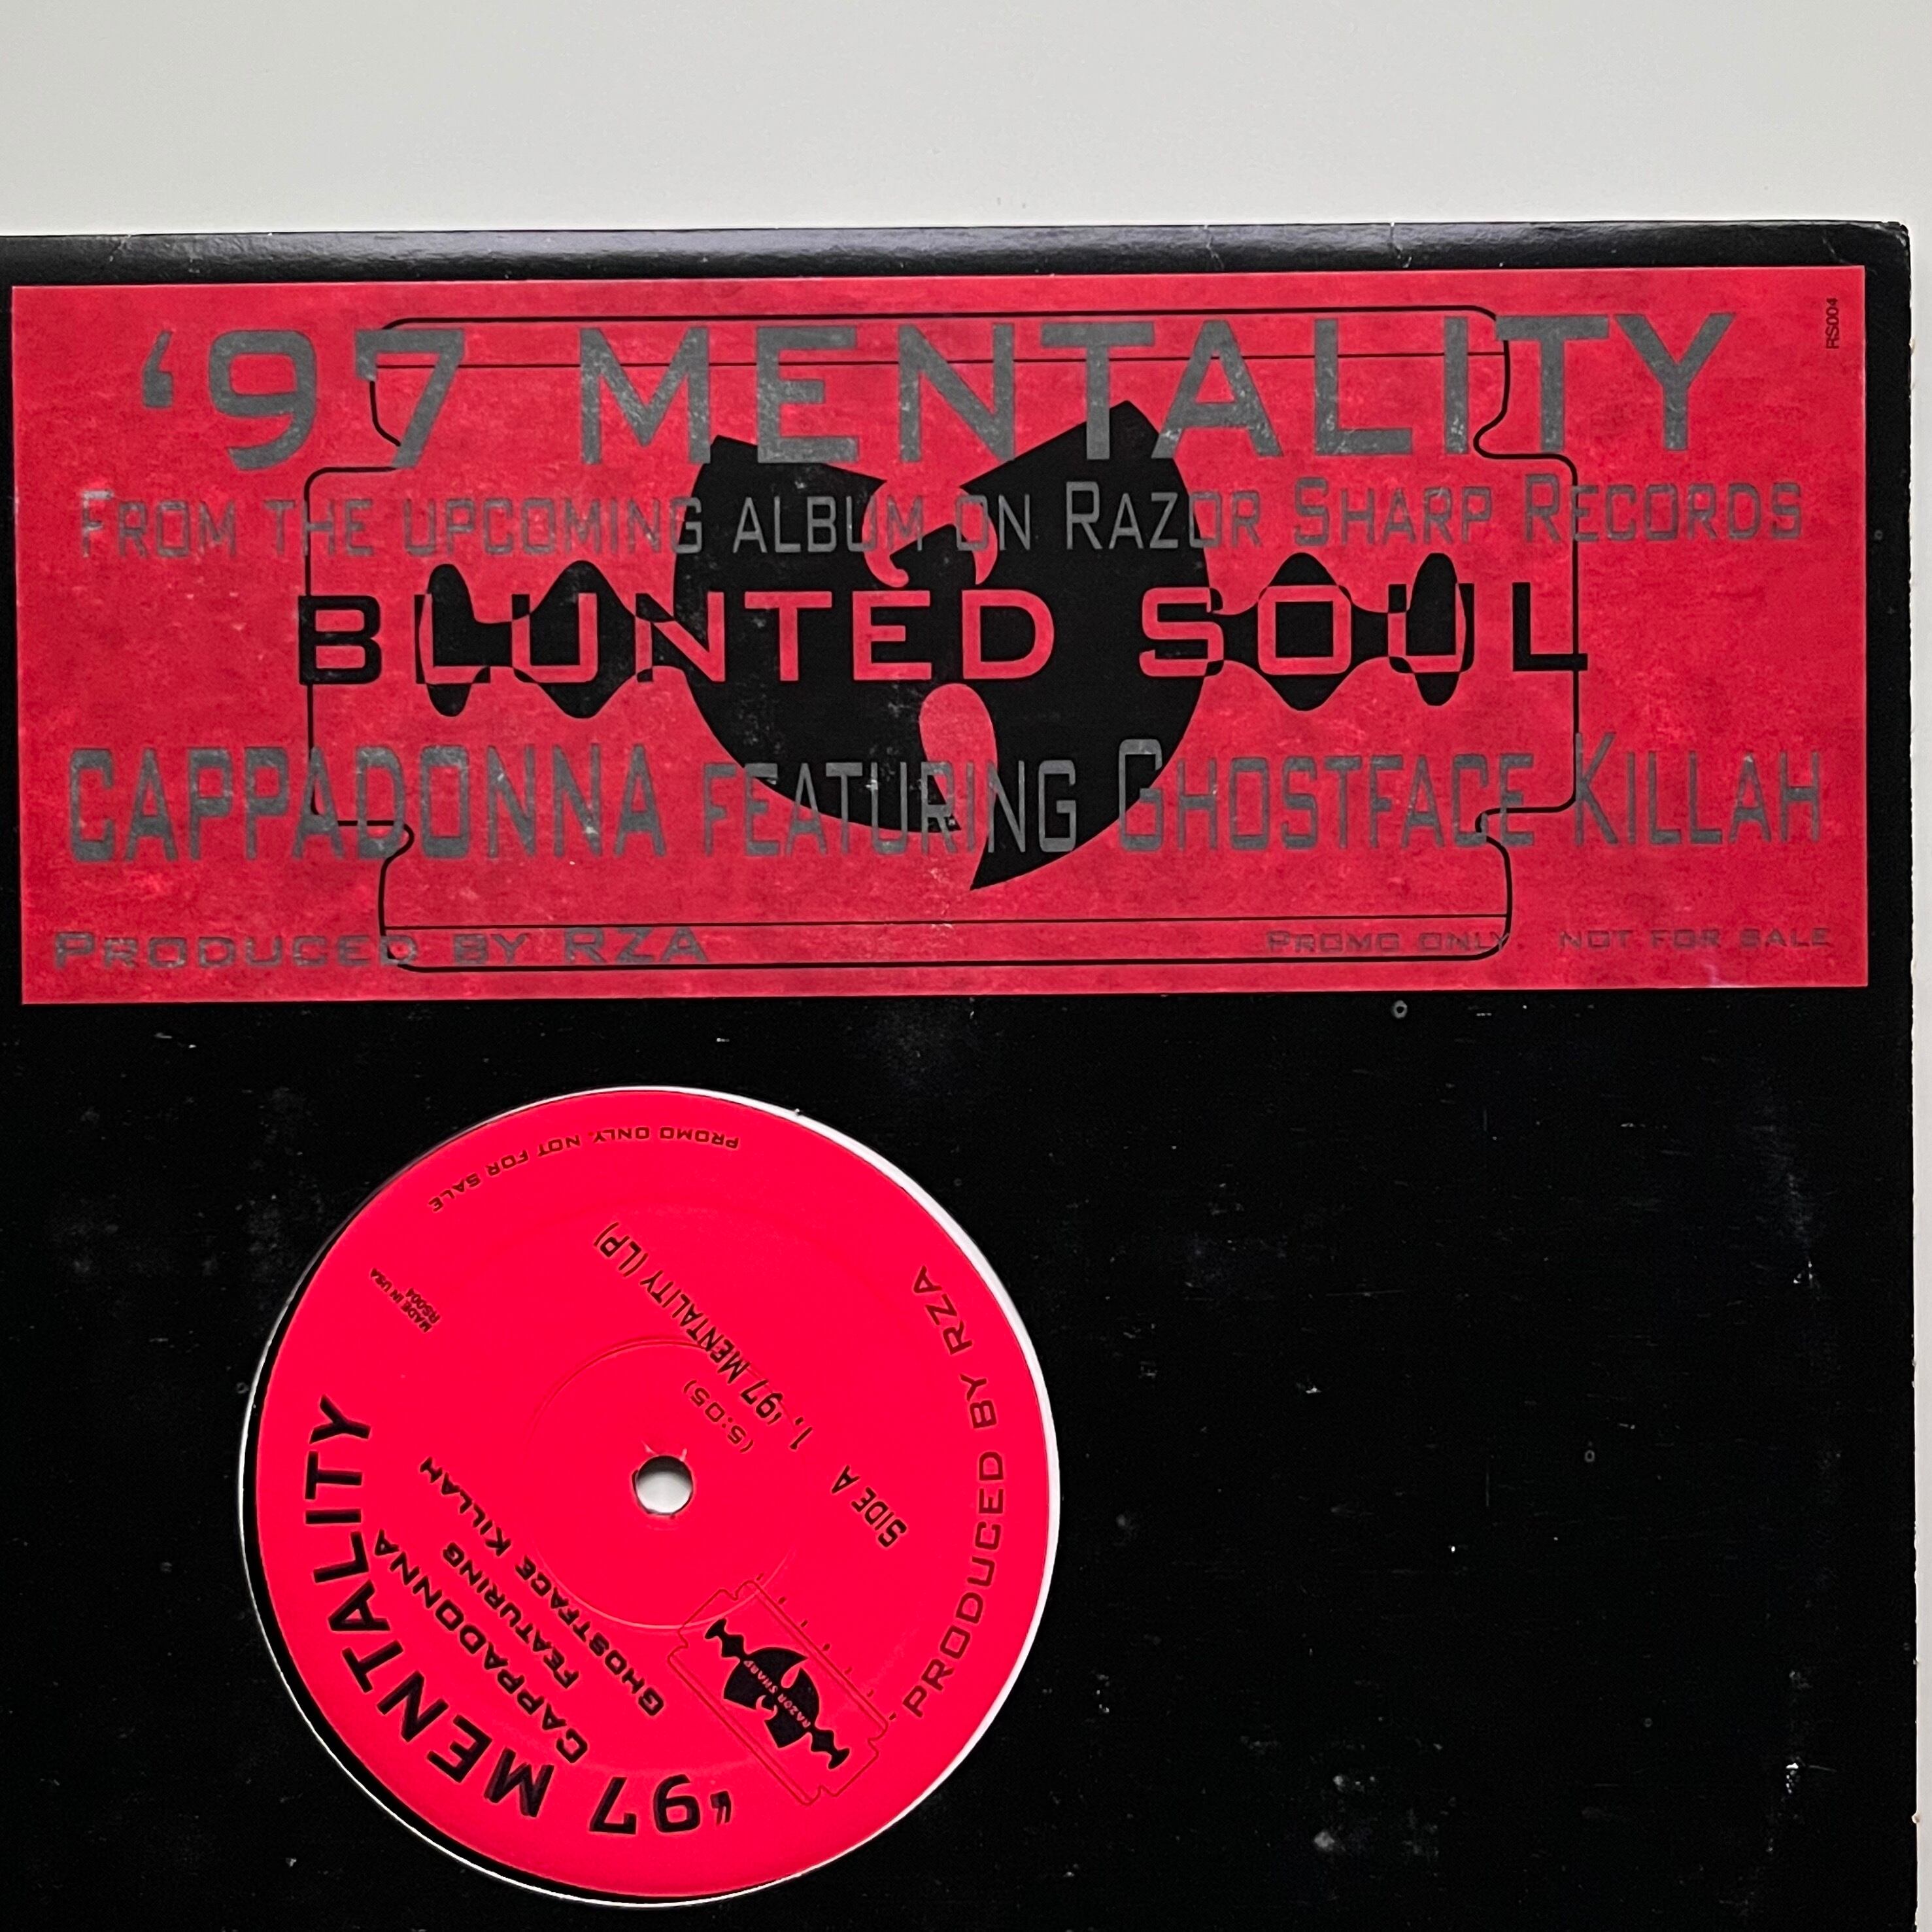 RS004
‘97 MENTALITY
FROM THE UPCOMING ALBUM ON RAZOR SHARP RECORDS
BLUNTED SOUL
CAPPADONNA FEATURING GHOSTFACE KILLAH
PRODUCED BY RZA
PROMO ONLY. NOT FOR SALE
‘97 MENTALITY
CAPPADONNA
FEATURING
GHOSTFACE KILLAH
RAZOR SHARP
SIDE A
1. ‘97 MENTALITY (LP)
(5:05)
PRODUCED BY RZA
MADE IN USA
RS004
PROMO ONLY. NOT FOR SALE